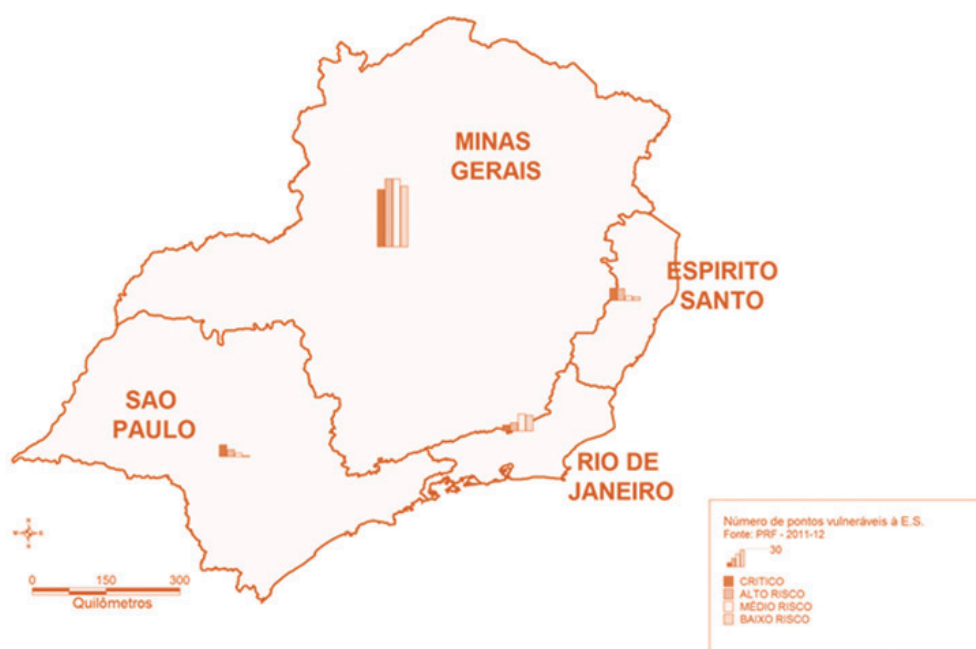 MINAS
GERAIS
ESPIRITO
SANTO
SAO
PAULO
RIO DE
JANEIRO
0 150 300
Quilômetros
Número de pontos vulneráveis à E.S.
Fonte: PRF - 2011-12
30
CRITICO
ALTO RISCO
MÉDIO RISCO
BAIXO RISCO